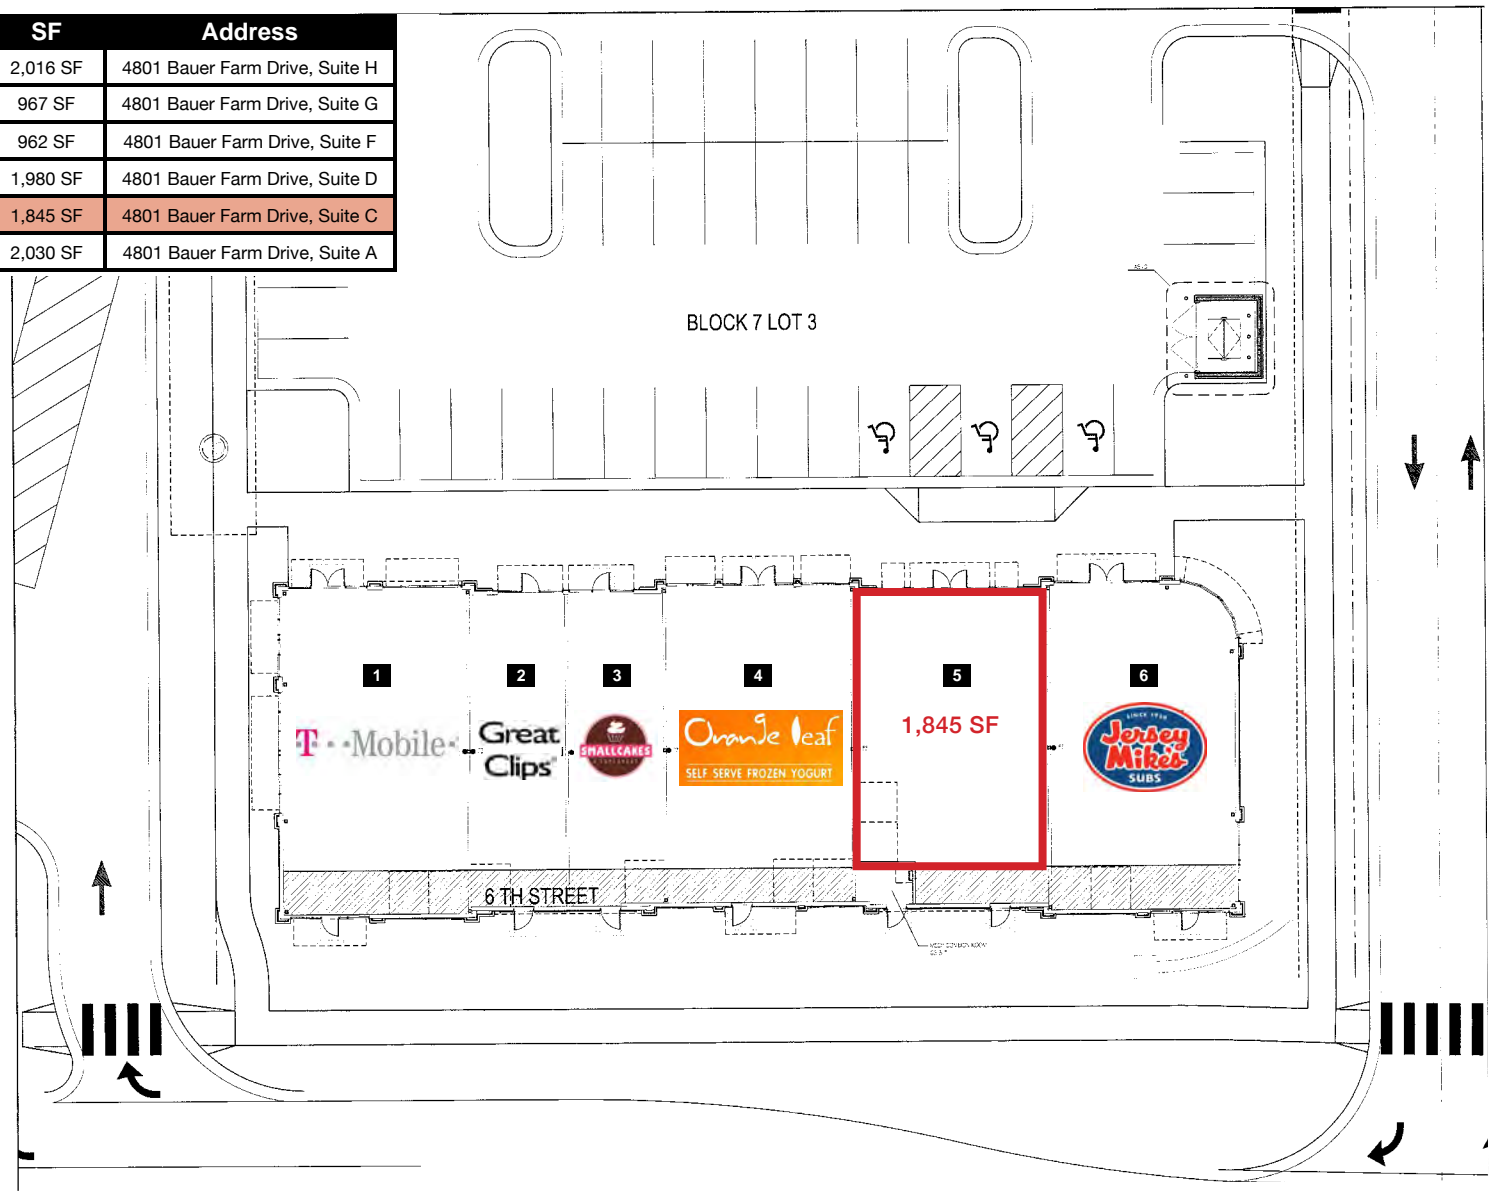 SF Address
2,016 SF 4801 Bauer Farm Drive, Suite H
967 SF 4801 Bauer Farm Drive, Suite G
962 SF 4801 Bauer Farm Drive, Suite F
1,980 SF 4801 Bauer Farm Drive, Suite D
1,845 SF 4801 Bauer Farm Drive, Suite C
2,030 SF 4801 Bauer Farm Drive, Suite A
BLOCK 7 LOT 3
1
2
3
4
5
6
T··Mobile·
Great
Clips
SMALLCAKES
Orange leaf
SELF SERVE FROZEN YOGURT
1,845 SF
SINCE 1956
Jersey
Mike's
SUBS
6 TH STREET